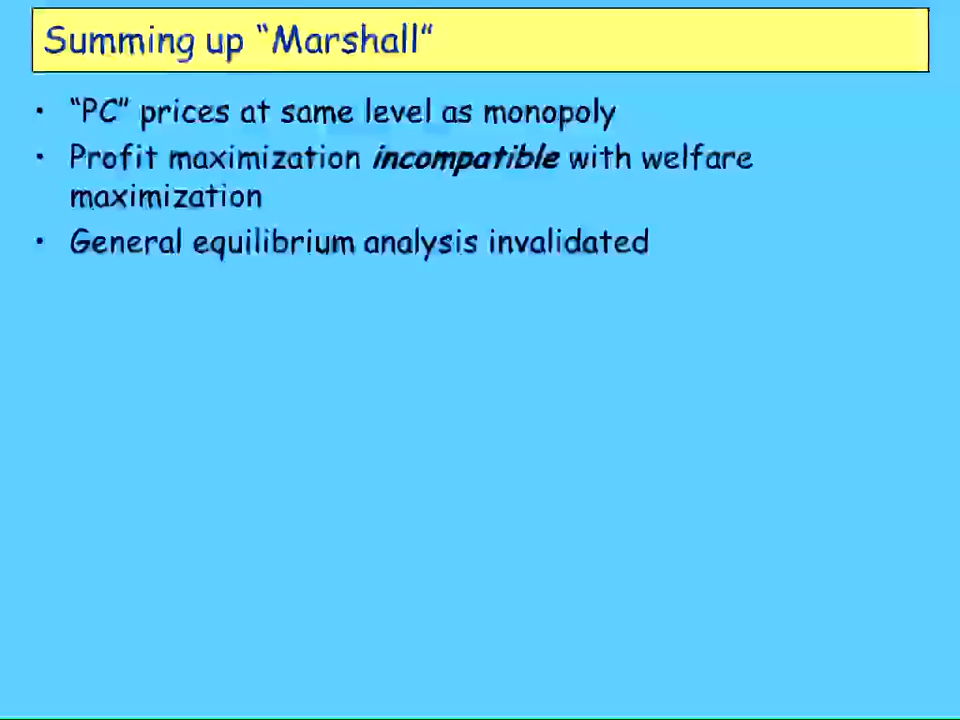 Summing up “Marshall”
• “PC” prices at same level as monopoly
• Profit maximization incompatible with welfare
maximization
• General equilibrium analysis invalidated